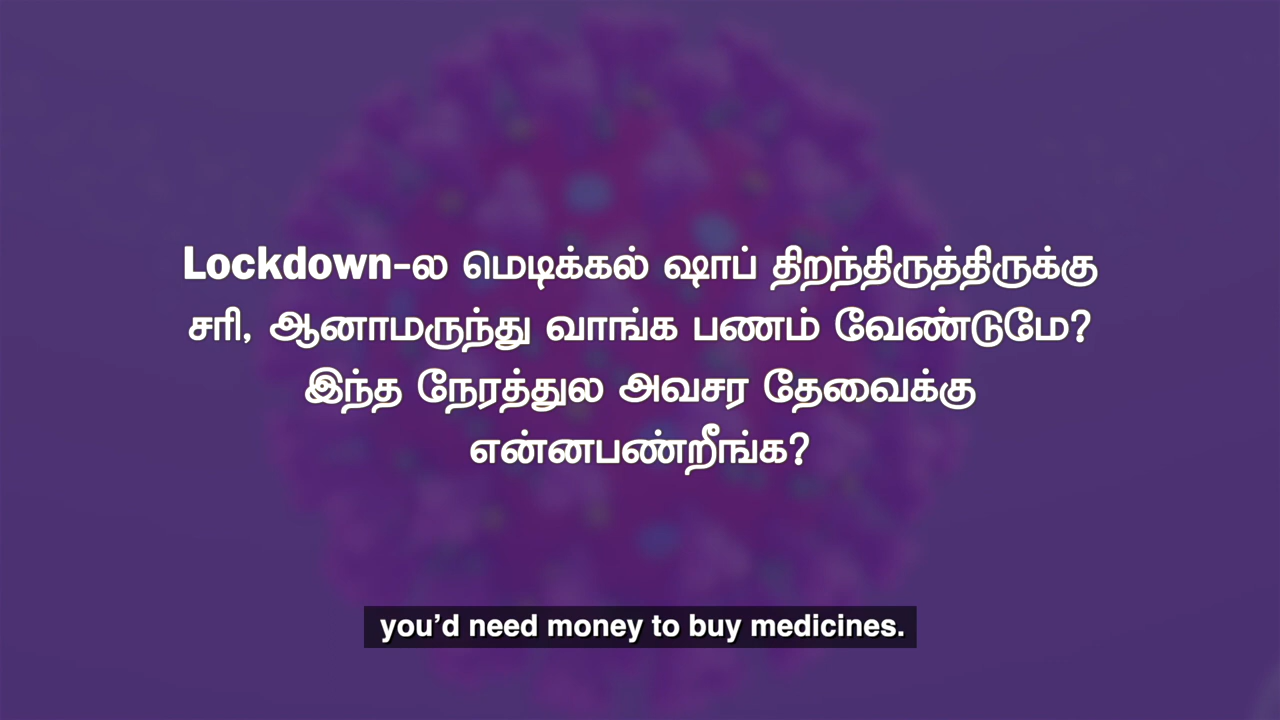 Lockdown-ல மெடிக்கல் ஷாப் திறந்திருத்திருக்கு
சரி, ஆனாமருந்து வாங்க பணம் வேண்டுமே?
இந்த நேரத்துல அவசர தேவைக்கு
என்னபண்றீங்க?
you’d need money to buy medicines.